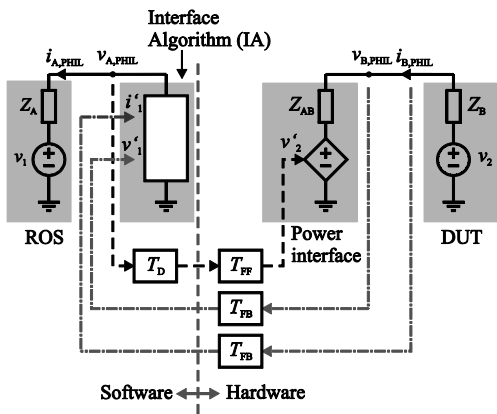 Interface
Algorithm (IA)
i_A,PHIL
v_A,PHIL
v_B,PHIL
i_B,PHIL
Z_A
i‘_1
Z_AB
Z_B
v_1
v‘_1
v‘_2
v_2
ROS
Power
interface
DUT
T_D
T_FF
T_FB
T_FB
Software
Hardware